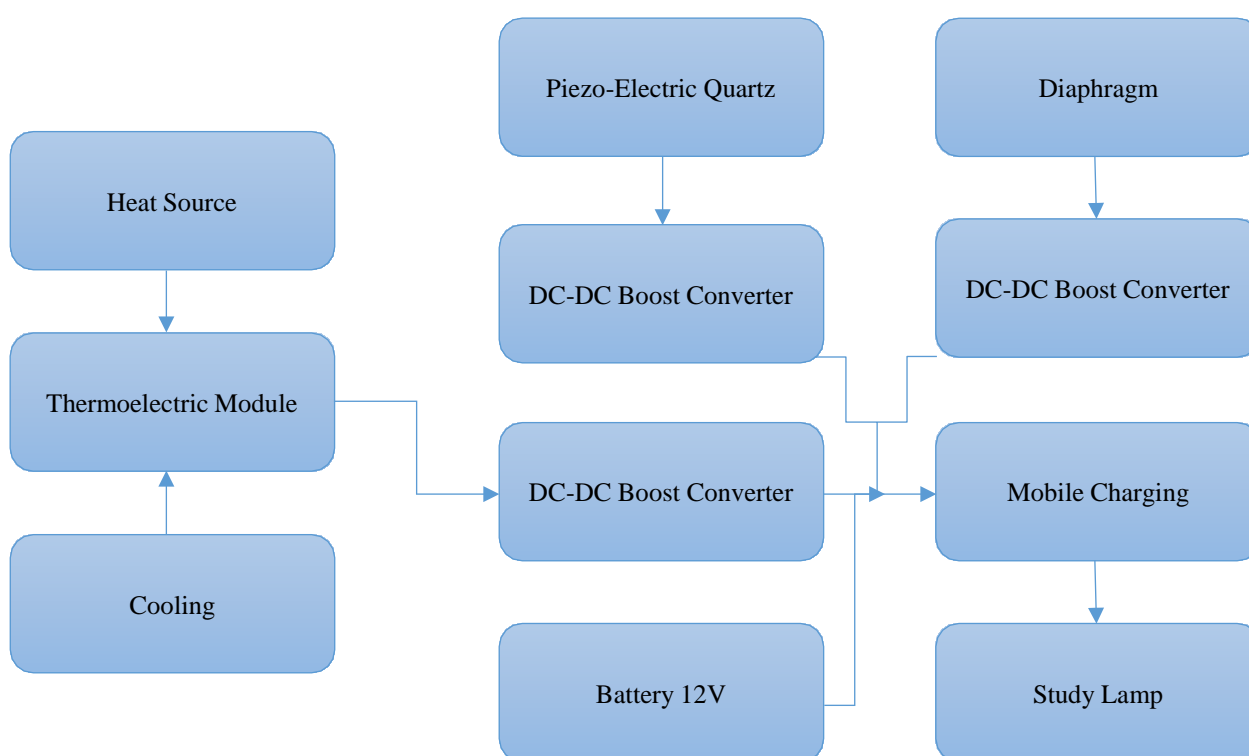 Piezo-Electric Quartz
Diaphragm
Heat Source
DC-DC Boost Converter
DC-DC Boost Converter
Thermoelectric Module
DC-DC Boost Converter
Mobile Charging
Cooling
Battery 12V
Study Lamp